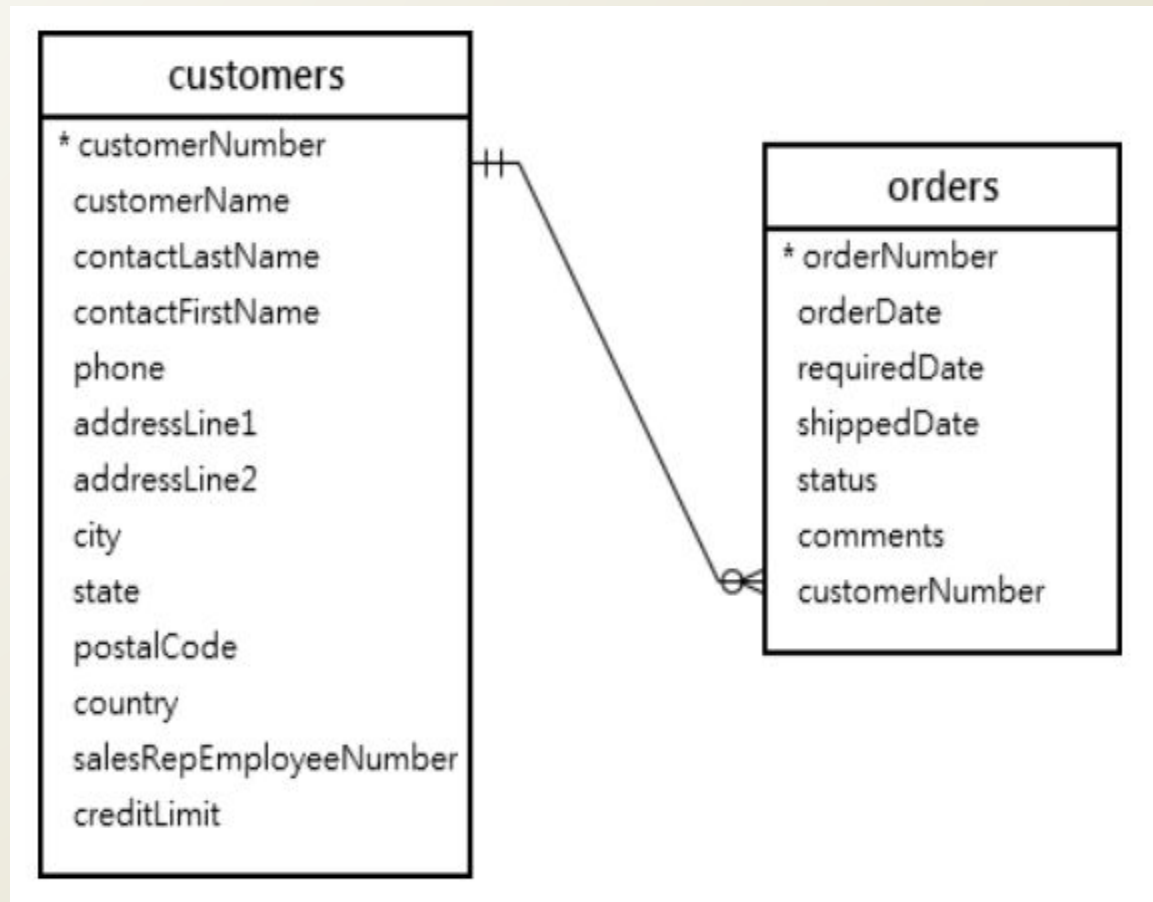 customers
* customerNumber
customerName
contactLastName
contactFirstName
phone
addressLine1
addressLine2
city
state
postalCode
country
salesRepEmployeeNumber
creditLimit
orders
* orderNumber
orderDate
requiredDate
shippedDate
status
comments
customerNumber